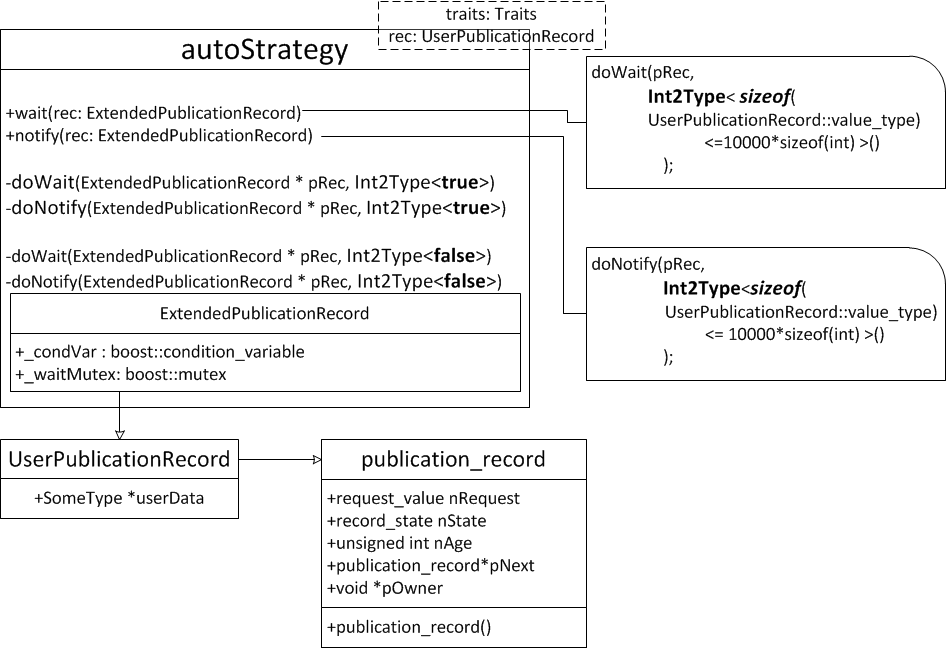 traits: Traits
rec: UserPublicationRecord
autoStrategy
+wait(rec: ExtendedPublicationRecord)
+notify(rec: ExtendedPublicationRecord)
-doWait(ExtendedPublicationRecord * pRec, Int2Type<true>)
-doNotify(ExtendedPublicationRecord * pRec, Int2Type<true>)
-doWait(ExtendedPublicationRecord * pRec, Int2Type<false>)
-doNotify(ExtendedPublicationRecord * pRec, Int2Type<false>)
ExtendedPublicationRecord
+_condVar : boost::condition_variable
+_waitMutex: boost::mutex
doWait(pRec,
Int2Type< sizeof(
UserPublicationRecord::value_type)
<=10000*sizeof(int) >()
);
doNotify(pRec,
Int2Type<sizeof(
UserPublicationRecord::value_type)
<= 10000*sizeof(int) >()
);
UserPublicationRecord
+SomeType *userData
publication_record
+request_value nRequest
+record_state nState
+unsigned int nAge
+publication_record*pNext
+void *pOwner
+publication_record()